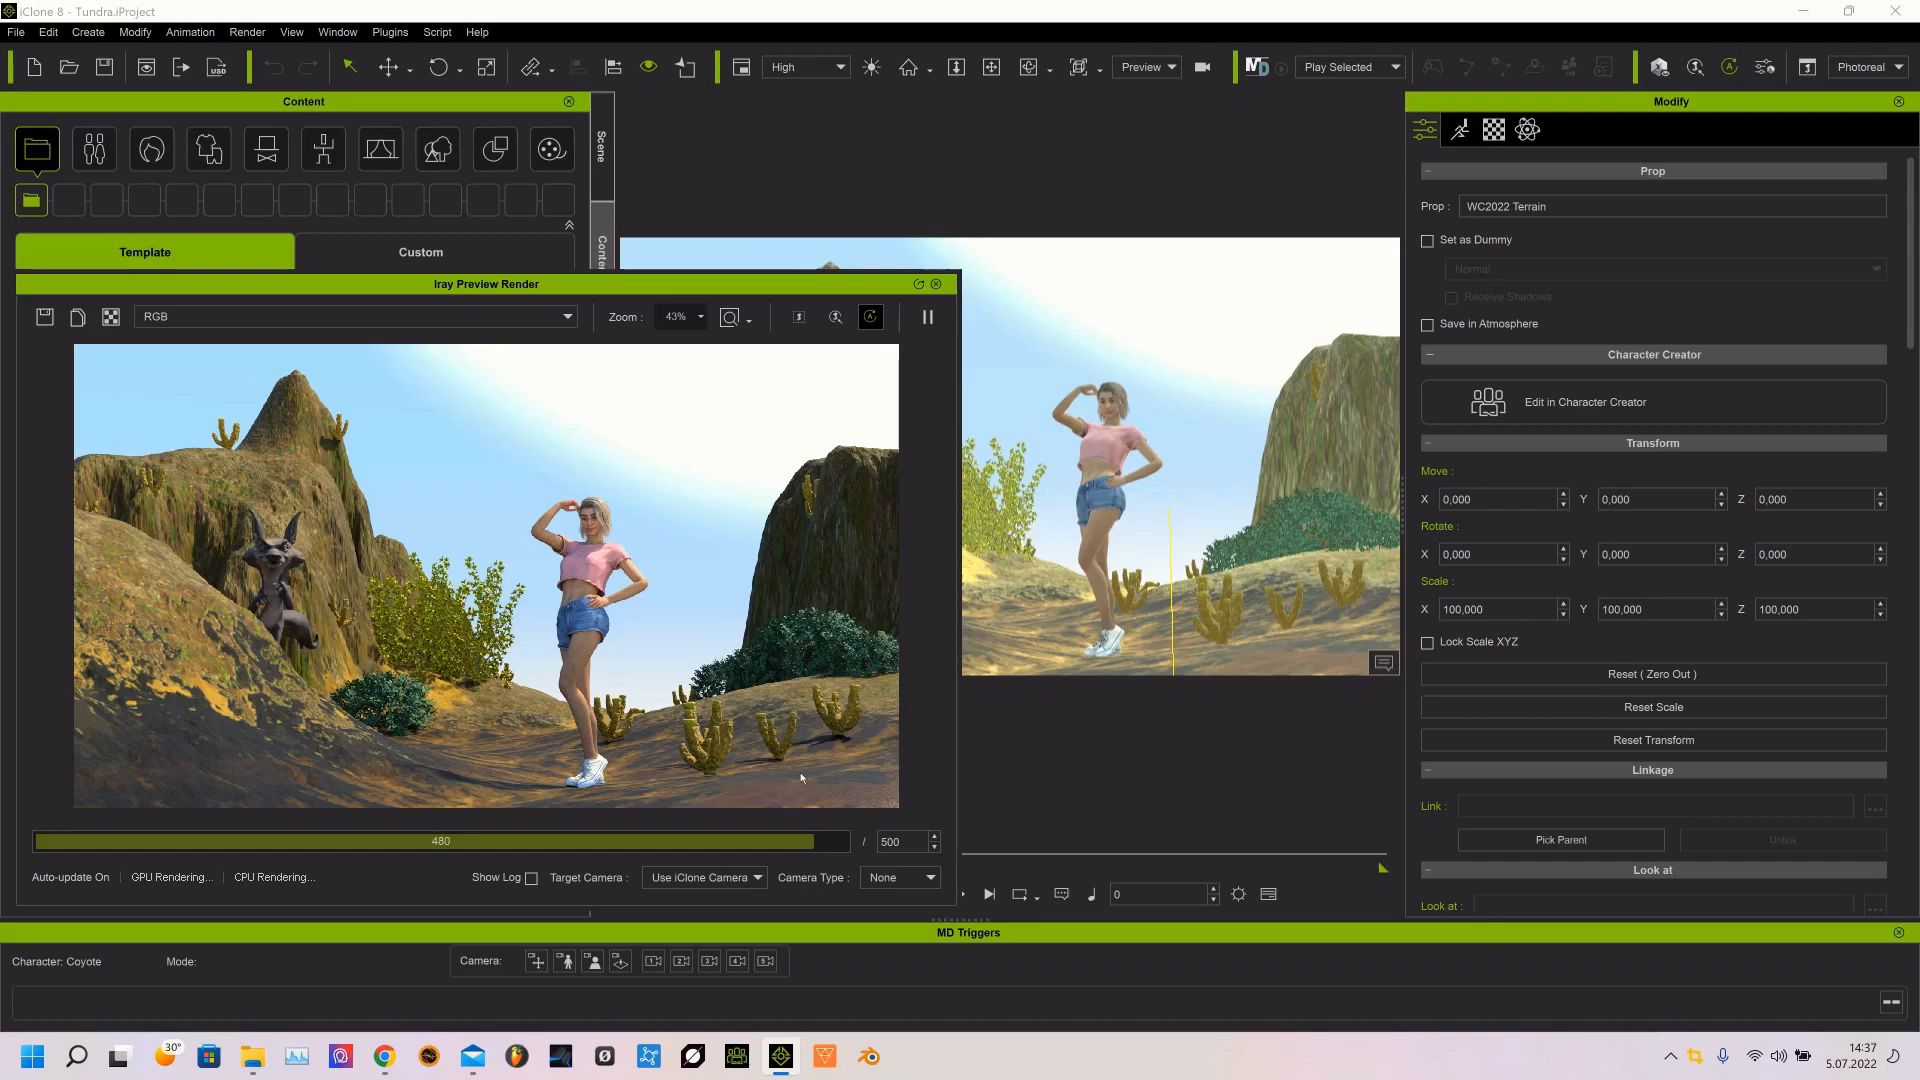 iClone 8 - Tundra.iProject
File Edit Create Modify Animation Render View Window Plugins Script Help
High Preview MD Play Selected Photoreal
Content
Scene
Template Custom
Iray Preview Render
RGB Zoom : 43%
480 / 500
Auto-update On GPU Rendering... CPU Rendering... Show Log Target Camera : Use iClone Camera Camera Type : None
0
Modify
Prop
Prop : WC2022 Terrain
Set as Dummy
Normal
Receive Shadows
Save in Atmosphere
Character Creator
Edit in Character Creator
Transform
Move :
X 0,000 Y 0,000 Z 0,000
Rotate :
X 0,000 Y 0,000 Z 0,000
Scale :
X 100,000 Y 100,000 Z 100,000
Lock Scale XYZ
Reset ( Zero Out )
Reset Scale
Reset Transform
Linkage
Link : ...
Pick Parent Unlink
Look at
Look at : ...
MD Triggers
Character: Coyote Mode: Camera: 1 2 3 4 5
30°
14:37
5.07.2022